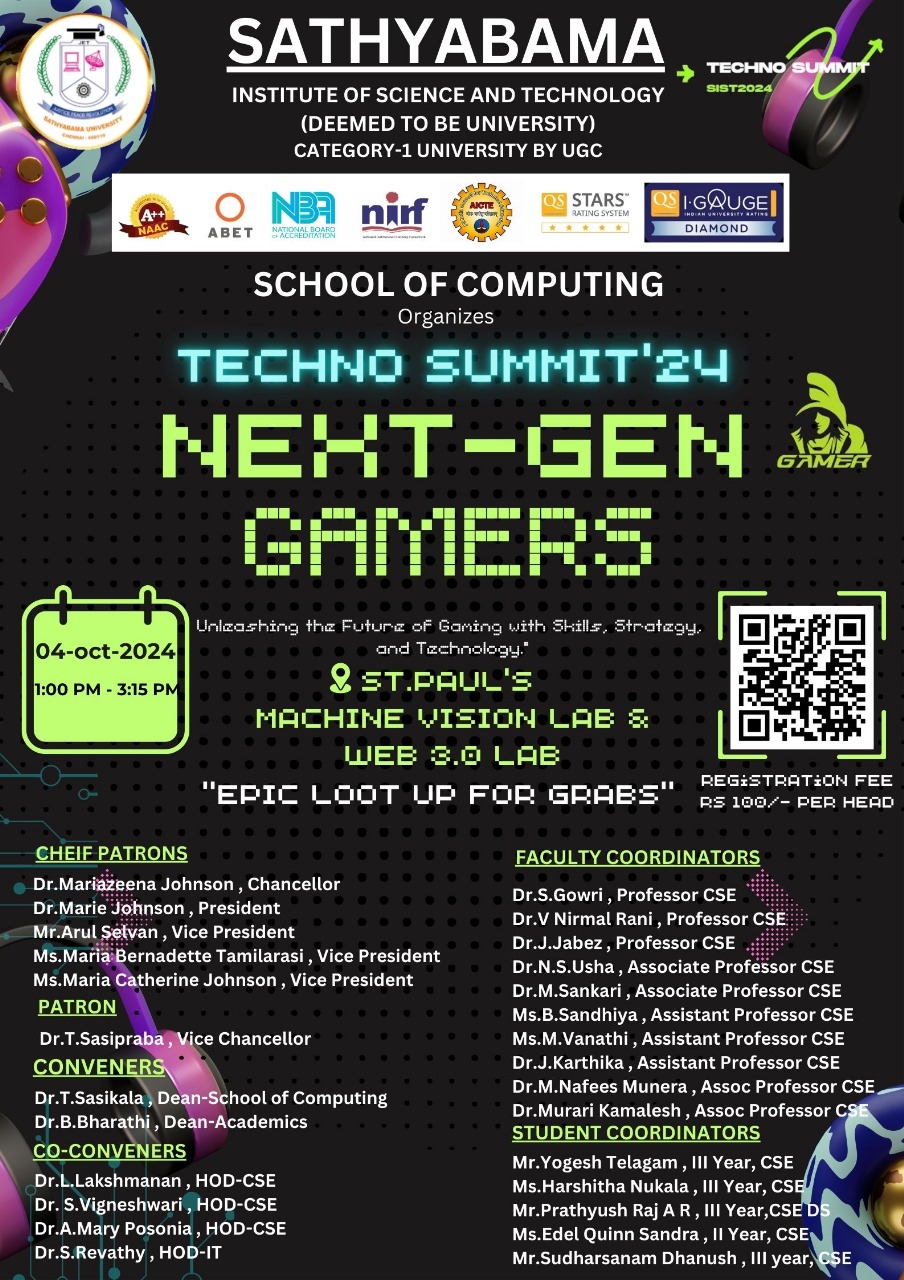 SATHYABAMA
INSTITUTE OF SCIENCE AND TECHNOLOGY
(DEEMED TO BE UNIVERSITY)
CATEGORY-1 UNIVERSITY BY UGC
JET
JUSTICE PEACE REVOLUTION
SATHYABAMA UNIVERSITY
TECHNO SUMMIT
SIST2024
A++
NAAC
ABET
NBA
NATIONAL BOARD
OF ACCREDITATION
nirf
AICTE
QS STARS™
RATING SYSTEM
QS I·GAUGE
INDIAN UNIVERSITY RATING
DIAMOND
SCHOOL OF COMPUTING
Organizes
TECHNO SUMMIT'24
NEXT-GEN
GAMERS
GAMER
04-oct-2024
1:00 PM - 3:15 PM
Unleashing the Future of Gaming with Skills, Strategy,
and Technology."
ST.PAUL'S
MACHINE VISION LAB &
WEB 3.0 LAB
"EPIC LOOT UP FOR GRABS"
REGISTRATION FEE
RS 100/- PER HEAD
CHEIF PATRONS
Dr.Mariazeena Johnson , Chancellor
Dr.Marie Johnson , President
Mr.Arul Selvan , Vice President
Ms.Maria Bernadette Tamilarasi , Vice President
Ms.Maria Catherine Johnson , Vice President
PATRON
Dr.T.Sasipraba , Vice Chancellor
CONVENERS
Dr.T.Sasikala , Dean-School of Computing
Dr.B.Bharathi , Dean-Academics
CO-CONVENERS
Dr.L.Lakshmanan , HOD-CSE
Dr. S.Vigneshwari , HOD-CSE
Dr.A.Mary Posonia , HOD-CSE
Dr.S.Revathy , HOD-IT
FACULTY COORDINATORS
Dr.S.Gowri , Professor CSE
Dr.V Nirmal Rani , Professor CSE
Dr.J.Jabez , Professor CSE
Dr.N.S.Usha , Associate Professor CSE
Dr.M.Sankari , Associate Professor CSE
Ms.B.Sandhiya , Assistant Professor CSE
Ms.M.Vanathi , Assistant Professor CSE
Dr.J.Karthika , Assistant Professor CSE
Dr.M.Nafees Munera , Assoc Professor CSE
Dr.Murari Kamalesh , Assoc Professor CSE
STUDENT COORDINATORS
Mr.Yogesh Telagam , III Year, CSE
Ms.Harshitha Nukala , III Year, CSE
Mr.Prathyush Raj A R , III Year,CSE DS
Ms.Edel Quinn Sandra , II Year, CSE
Mr.Sudharsanam Dhanush , III year, CSE